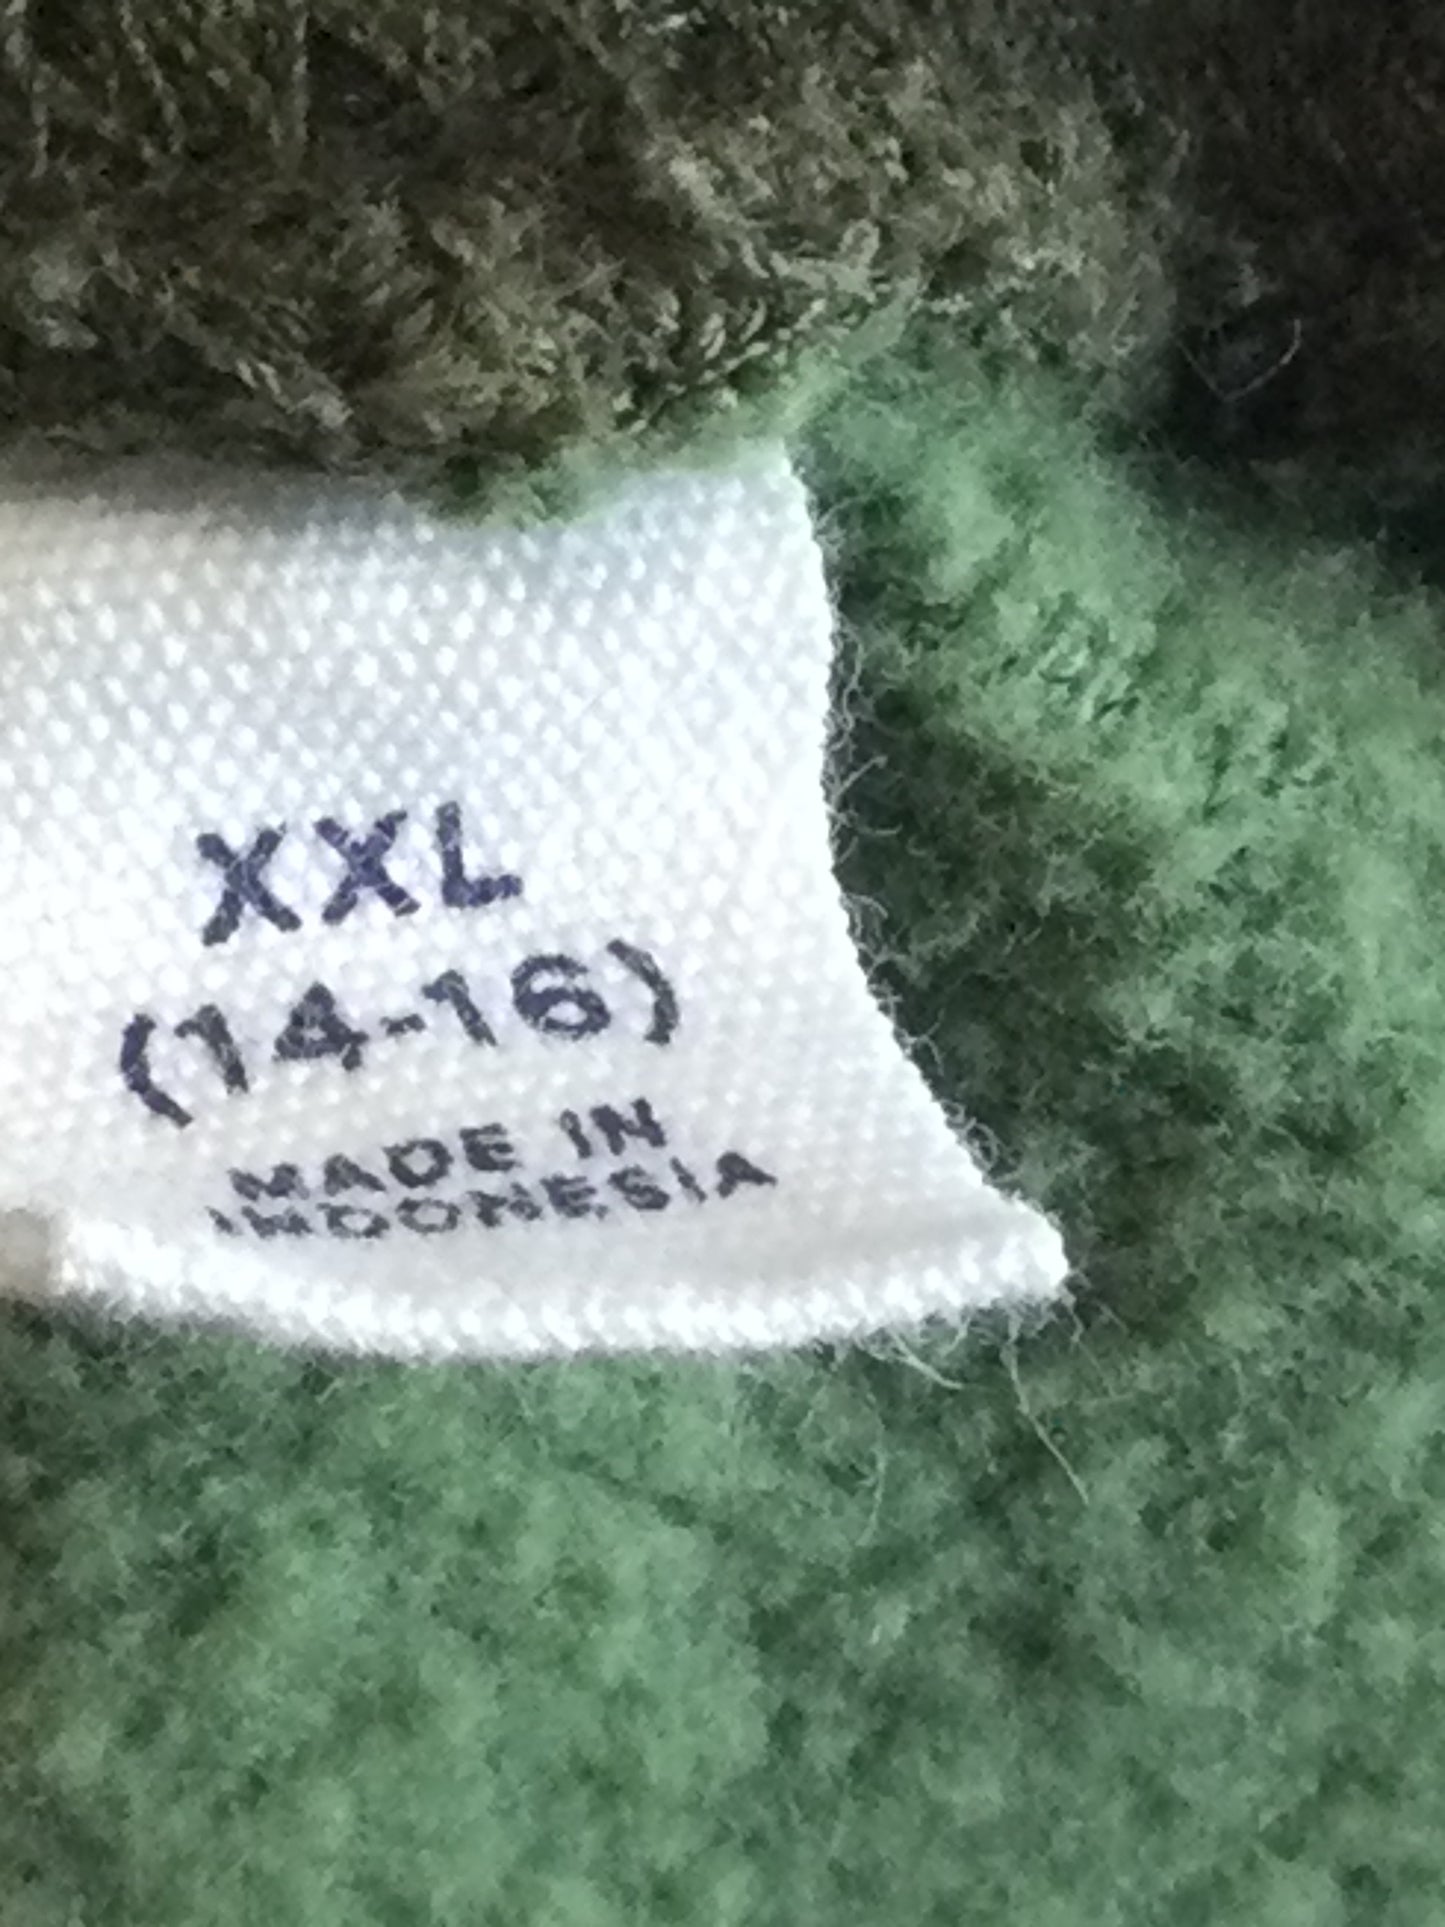 XXL
(14-16)
MADE IN
INDONESIA